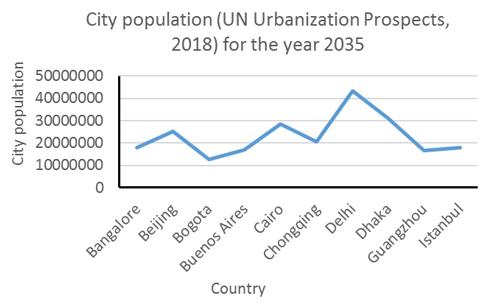 City population (UN Urbanization Prospects,
2018) for the year 2035
City population
50000000
40000000
30000000
20000000
10000000
0
Bangalore
Beijing
Bogota
Buenos Aires
Cairo
Chongqing
Delhi
Dhaka
Guangzhou
Istanbul
Country